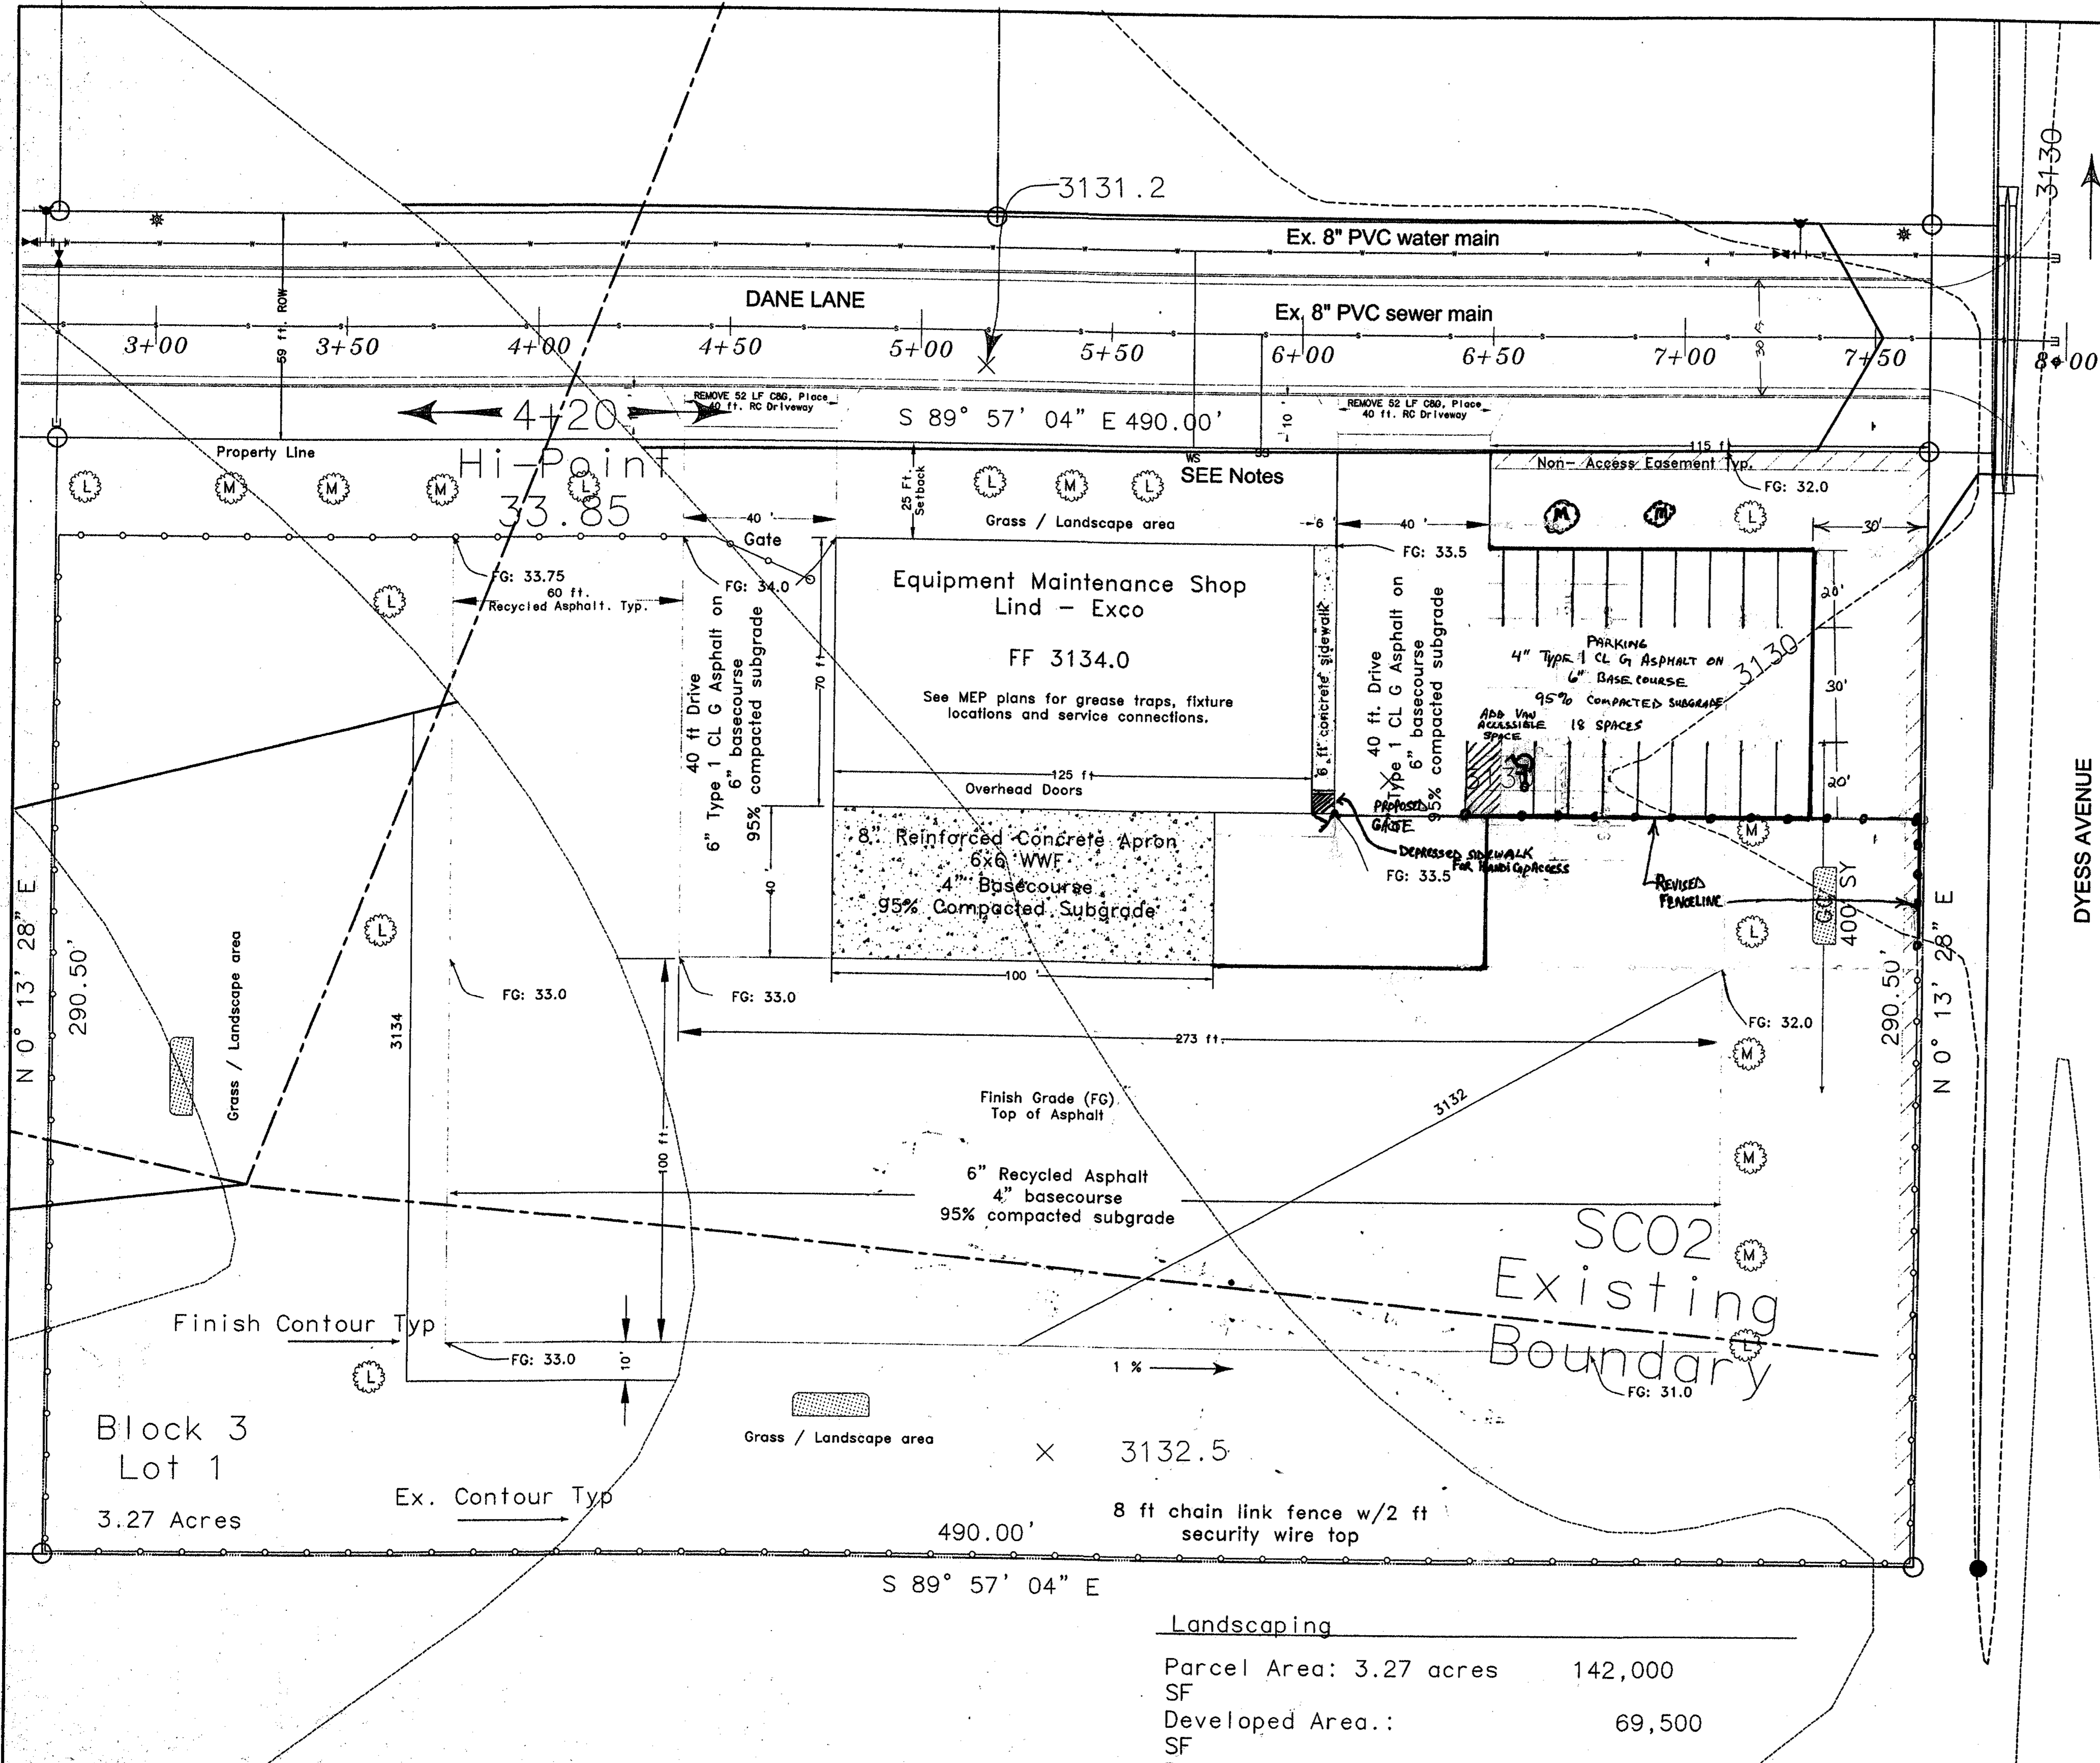 3131.2
3130
Ex. 8" PVC water main
DANE LANE
Ex. 8" PVC sewer main
59 ft. ROW
3+00
3+50
4+00
4+50
5+00
5+50
6+00
6+50
7+00
7+50
8+00
REMOVE 52 LF C&G, Place
40 ft. RC Driveway
REMOVE 52 LF C&G, Place
40 ft. RC Driveway
4+20
S 89° 57' 04" E 490.00'
10'
115 ft
Property Line
Hi-Point
33.85
WS
SS
SEE Notes
Non- Access Easement Typ.
FG: 32.0
L
M
M
M
L
L
M
L
M
M
L
25 Ft.
Setback
Grass / Landscape area
40 '
Gate
6 '
40 '
30'
FG: 33.5
FG: 33.75
60 ft.
Recycled Asphalt. Typ.
FG: 34.0
L
40 ft Drive
6" Type 1 CL G Asphalt on
6" basecourse
95% compacted subgrade
70 ft
Equipment Maintenance Shop
Lind - Exco
FF 3134.0
See MEP plans for grease traps, fixture
locations and service connections.
125 ft
Overhead Doors
6 ft concrete sidewalk
40 ft. Drive
Type 1 CL G Asphalt on
6" basecourse
95% compacted subgrade
20'
30'
20'
PARKING
4" TYPE 1 CL G ASPHALT ON
6" BASE COURSE
95% COMPACTED SUBGRADE
18 SPACES
3130
ADD VAN
ACCESSIBLE
SPACE
PROPOSED
GATE
DEPRESSED SIDEWALK
FOR HANDICAP ACCESS
FG: 33.5
REVISED
FENCELINE
M
8" Reinforced Concrete Apron
6x6 WWF
4" Basecourse
95% Compacted Subgrade
40 '
100 '
L
L
400 SY
DYESS AVENUE
N 0° 13' 28" E
290.50'
Grass / Landscape area
3134
FG: 33.0
FG: 33.0
FG: 32.0
290.50'
N 0° 13' 28" E
273 ft.
M
Finish Grade (FG)
Top of Asphalt
3132
100 ft.
6" Recycled Asphalt
4" basecourse
95% compacted subgrade
M
SCO2
Existing
Boundary
M
L
Finish Contour Typ
FG: 33.0
10'
1 %
FG: 31.0
L
Block 3
Lot 1
3.27 Acres
Grass / Landscape area
3132.5
Ex. Contour Typ
8 ft chain link fence w/2 ft
security wire top
490.00'
S 89° 57' 04" E
Landscaping
Parcel Area: 3.27 acres 142,000
SF
Developed Area.: 69,500
SF